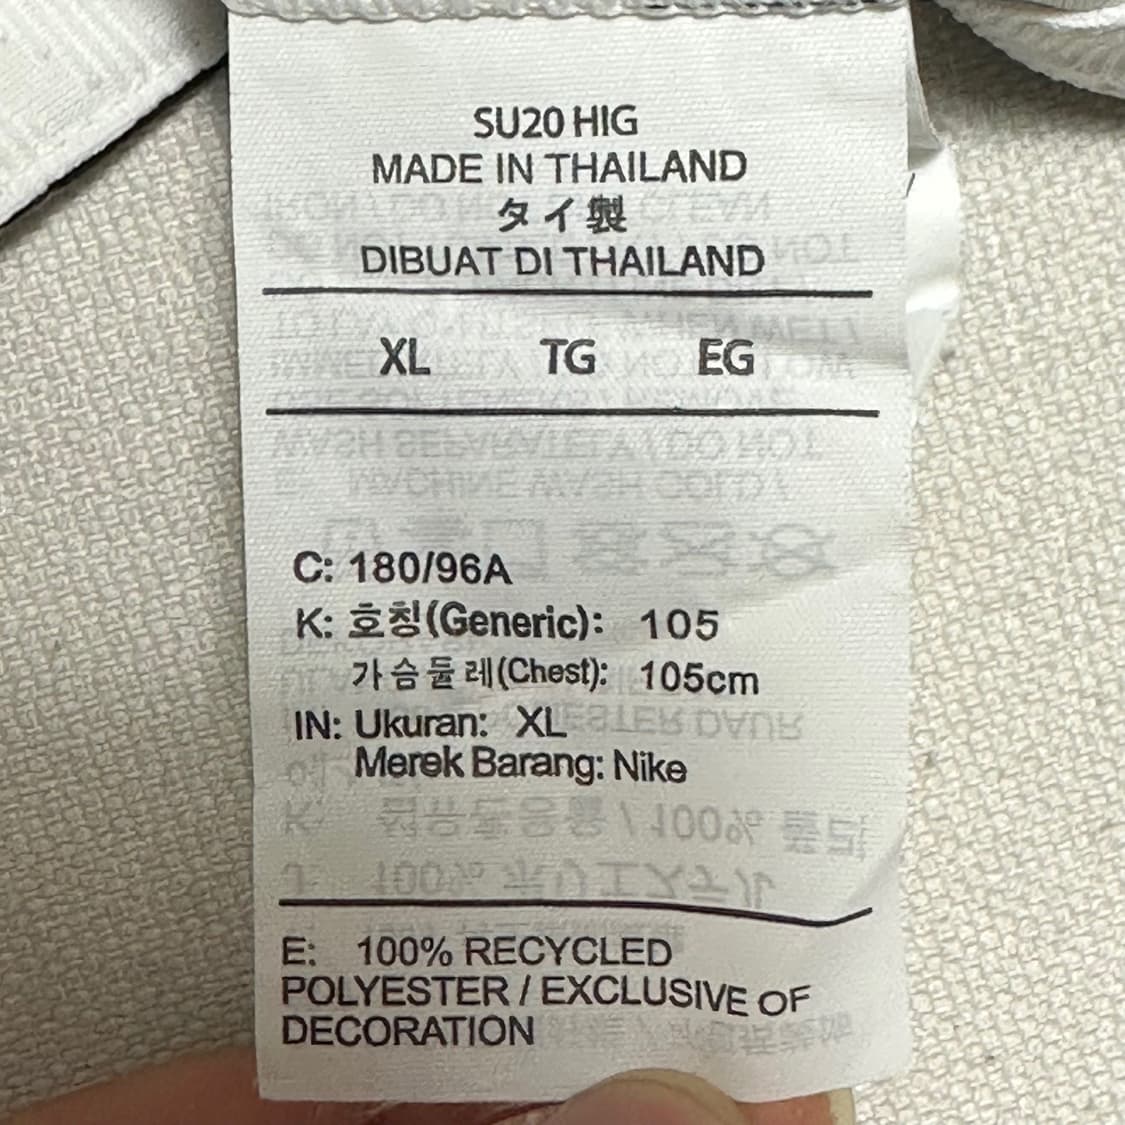 SU20 HIG
MADE IN THAILAND
タイ製
DIBUAT DI THAILAND
XL TG EG
C: 180/96A
K: 호칭(Generic): 105
가슴둘레(Chest): 105cm
IN: Ukuran: XL
Merek Barang: Nike
E: 100% RECYCLED
POLYESTER / EXCLUSIVE OF
DECORATION